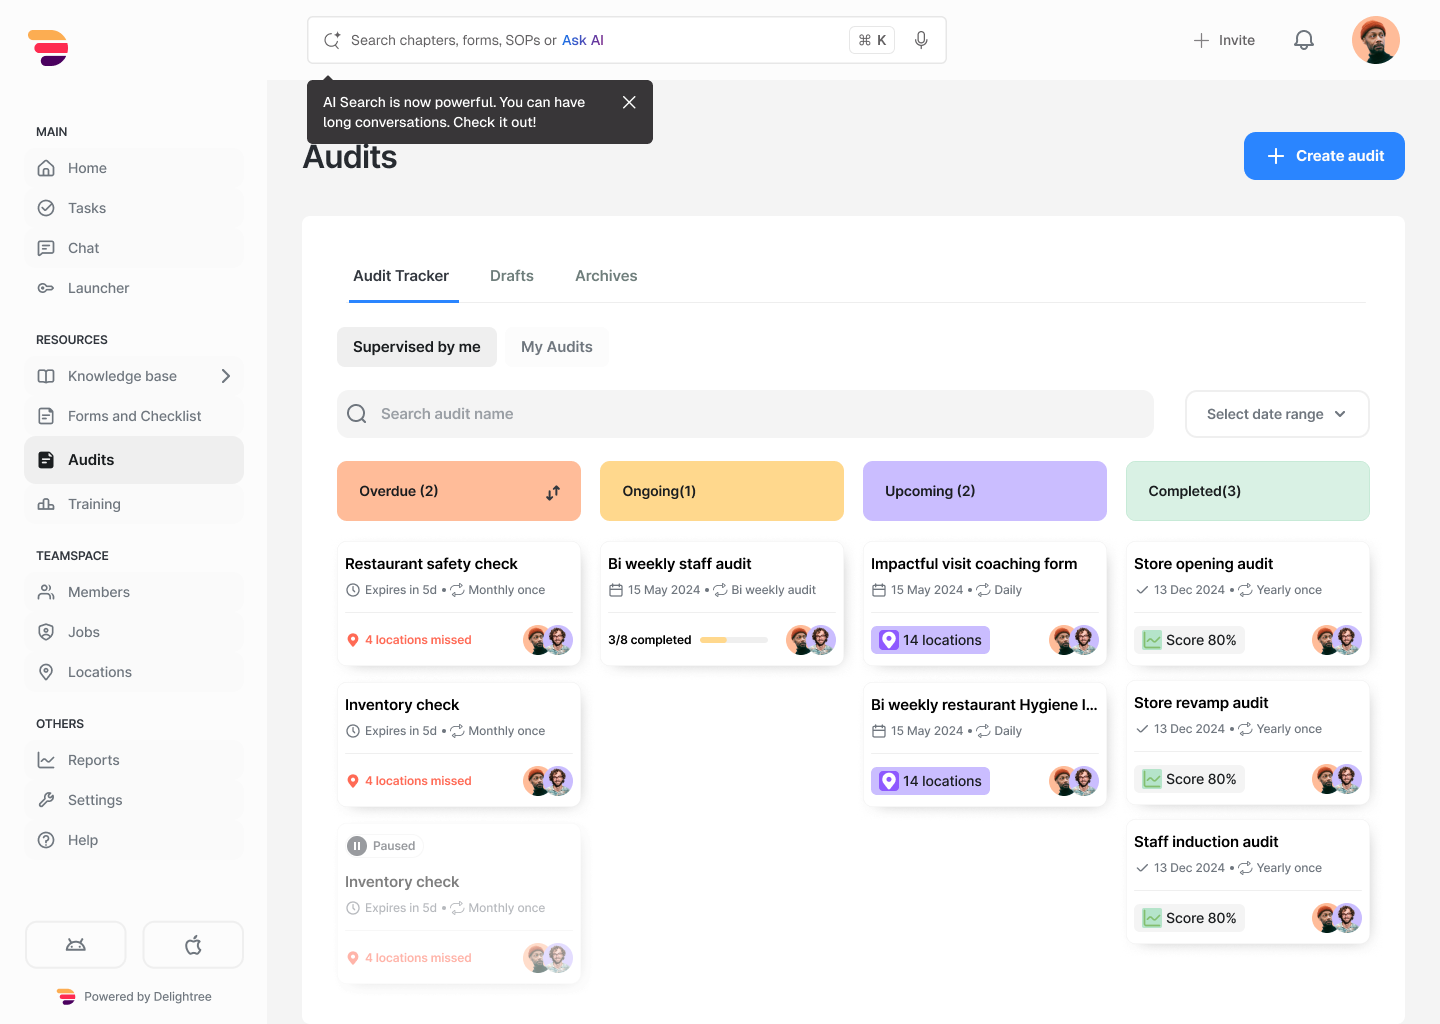 Search chapters, forms, SOPs or Ask AI
⌘ K
Invite
AI Search is now powerful. You can have
long conversations. Check it out!
MAIN
Home
Tasks
Chat
Launcher
RESOURCES
Knowledge base
Forms and Checklist
Audits
Training
TEAMSPACE
Members
Jobs
Locations
OTHERS
Reports
Settings
Help
Powered by Delightree
Audits
Create audit
Audit Tracker
Drafts
Archives
Supervised by me
My Audits
Search audit name
Select date range
Overdue (2)
Restaurant safety check
Expires in 5d • Monthly once
4 locations missed
Inventory check
Expires in 5d • Monthly once
4 locations missed
Paused
Inventory check
Expires in 5d • Monthly once
4 locations missed
Ongoing(1)
Bi weekly staff audit
15 May 2024 • Bi weekly audit
3/8 completed
Upcoming (2)
Impactful visit coaching form
15 May 2024 • Daily
14 locations
Bi weekly restaurant Hygiene I...
15 May 2024 • Daily
14 locations
Completed(3)
Store opening audit
13 Dec 2024 • Yearly once
Score 80%
Store revamp audit
13 Dec 2024 • Yearly once
Score 80%
Staff induction audit
13 Dec 2024 • Yearly once
Score 80%